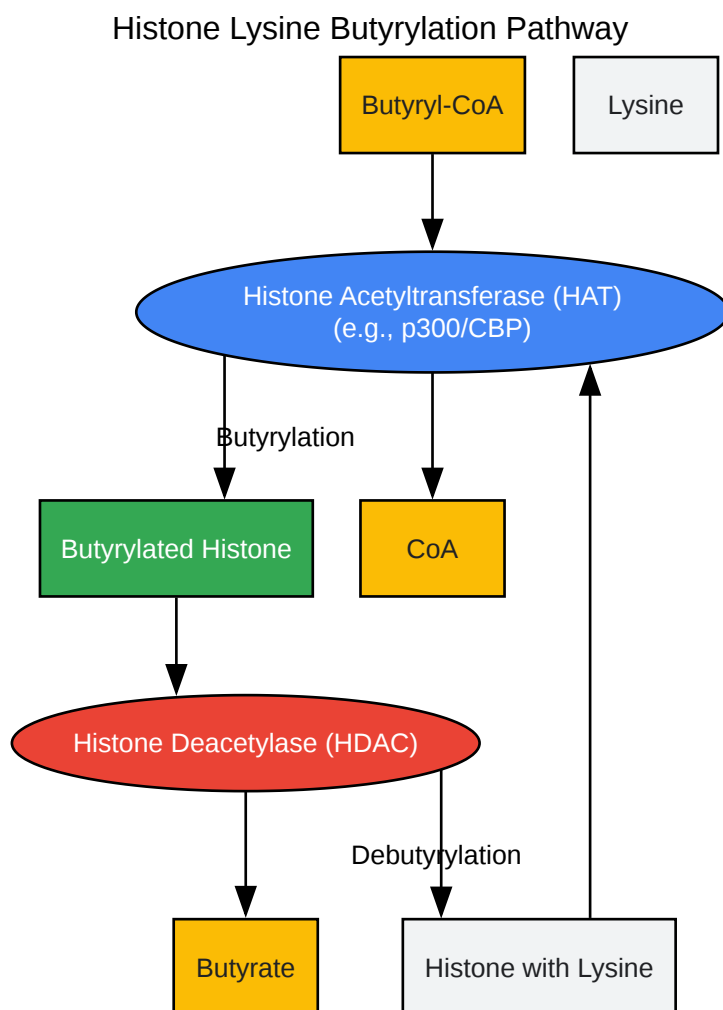 Histone Lysine Butyrylation Pathway
Butyryl-CoA
Lysine
Histone Acetyltransferase (HAT)
(e.g., p300/CBP)
Butyrylation
Butyrylated Histone
CoA
Histone Deacetylase (HDAC)
Debutyrylation
Butyrate
Histone with Lysine